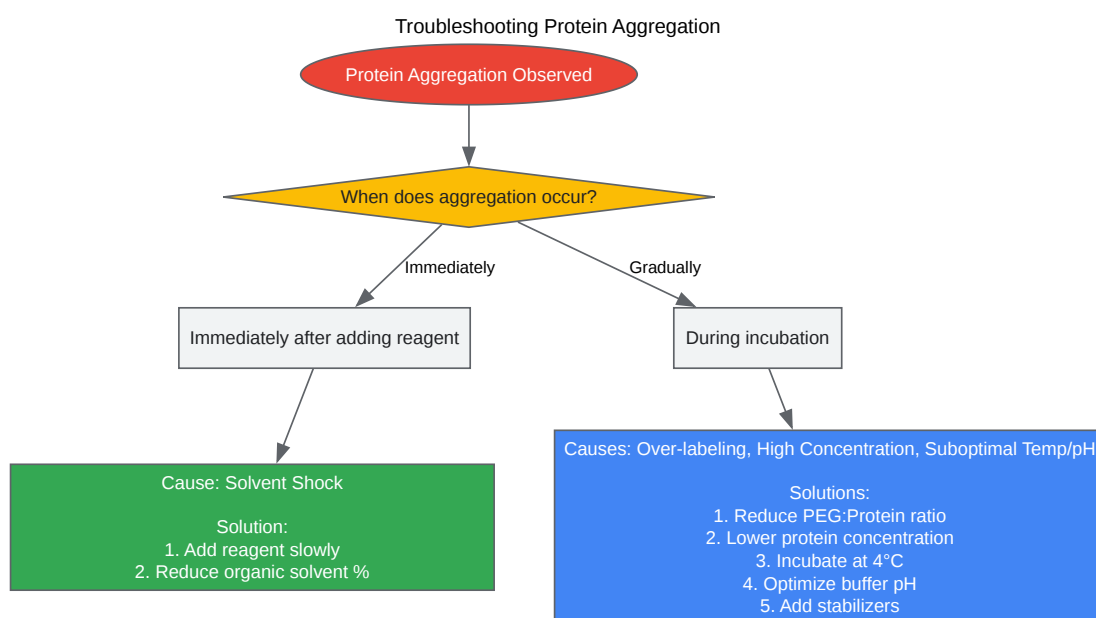 Troubleshooting Protein Aggregation
Protein Aggregation Observed
When does aggregation occur?
Immediately
Gradually
Immediately after adding reagent
During incubation
Cause: Solvent Shock
Solution:
1. Add reagent slowly
2. Reduce organic solvent %
Causes: Over-labeling, High Concentration, Suboptimal Temp/pH
Solutions:
1. Reduce PEG:Protein ratio
2. Lower protein concentration
3. Incubate at 4°C
4. Optimize buffer pH
5. Add stabilizers